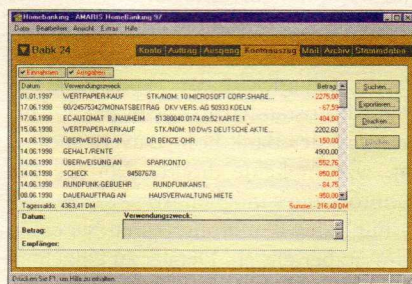 Homebanking - AMABIS HomeBanking 97
Datei Bearbeiten Ansicht Extras Hilfe
Bank 24
Konto Auftrag Ausgang Kontoauszug Mail Archiv Stammdaten
Einnahmen Ausgaben
Datum Verwendungszweck Betrag
01.01.1997 WERTPAPIER-KAUF STK/NOM: 10 MICROSOFT CORP.SHARE... -2275,00
17.06.1998 60/245753427MONATSBEITRAG DKV VERS.-AG 50933 KOELN -67,59
17.06.1998 EC-AUTOMAT B. NAUHEIM 51380040 0174 09:52 KARTE 1 -404,00
15.06.1998 WERTPAPIER-VERKAUF STK./NOM: 10 DWS DEUTSCHE AKTIE... 2202,60
14.06.1998 ÜBERWEISUNG AN DR BENZE OHR -150,00
14.06.1998 GEHALT/RENTE 4900,00
14.06.1998 ÜBERWEISUNG AN SPARKONTO -552,76
14.06.1998 SCHECK 84507678 -950,00
14.06.1998 RUNDFUNK-GEBUEHR RUNDFUNKANST. -84,75
08.06.1998 DAUERAUFTRAG AN HAUSVERWALTUNG MIETE -950,00
Tagessaldo: 4363,41 DM Summe: -216,40 DM
Suchen...
Exportieren...
Drucken...
Löschen
Datum: Verwendungszweck:
Betrag:
Empfänger:
Drücken Sie F1, um Hilfe zu erhalten.